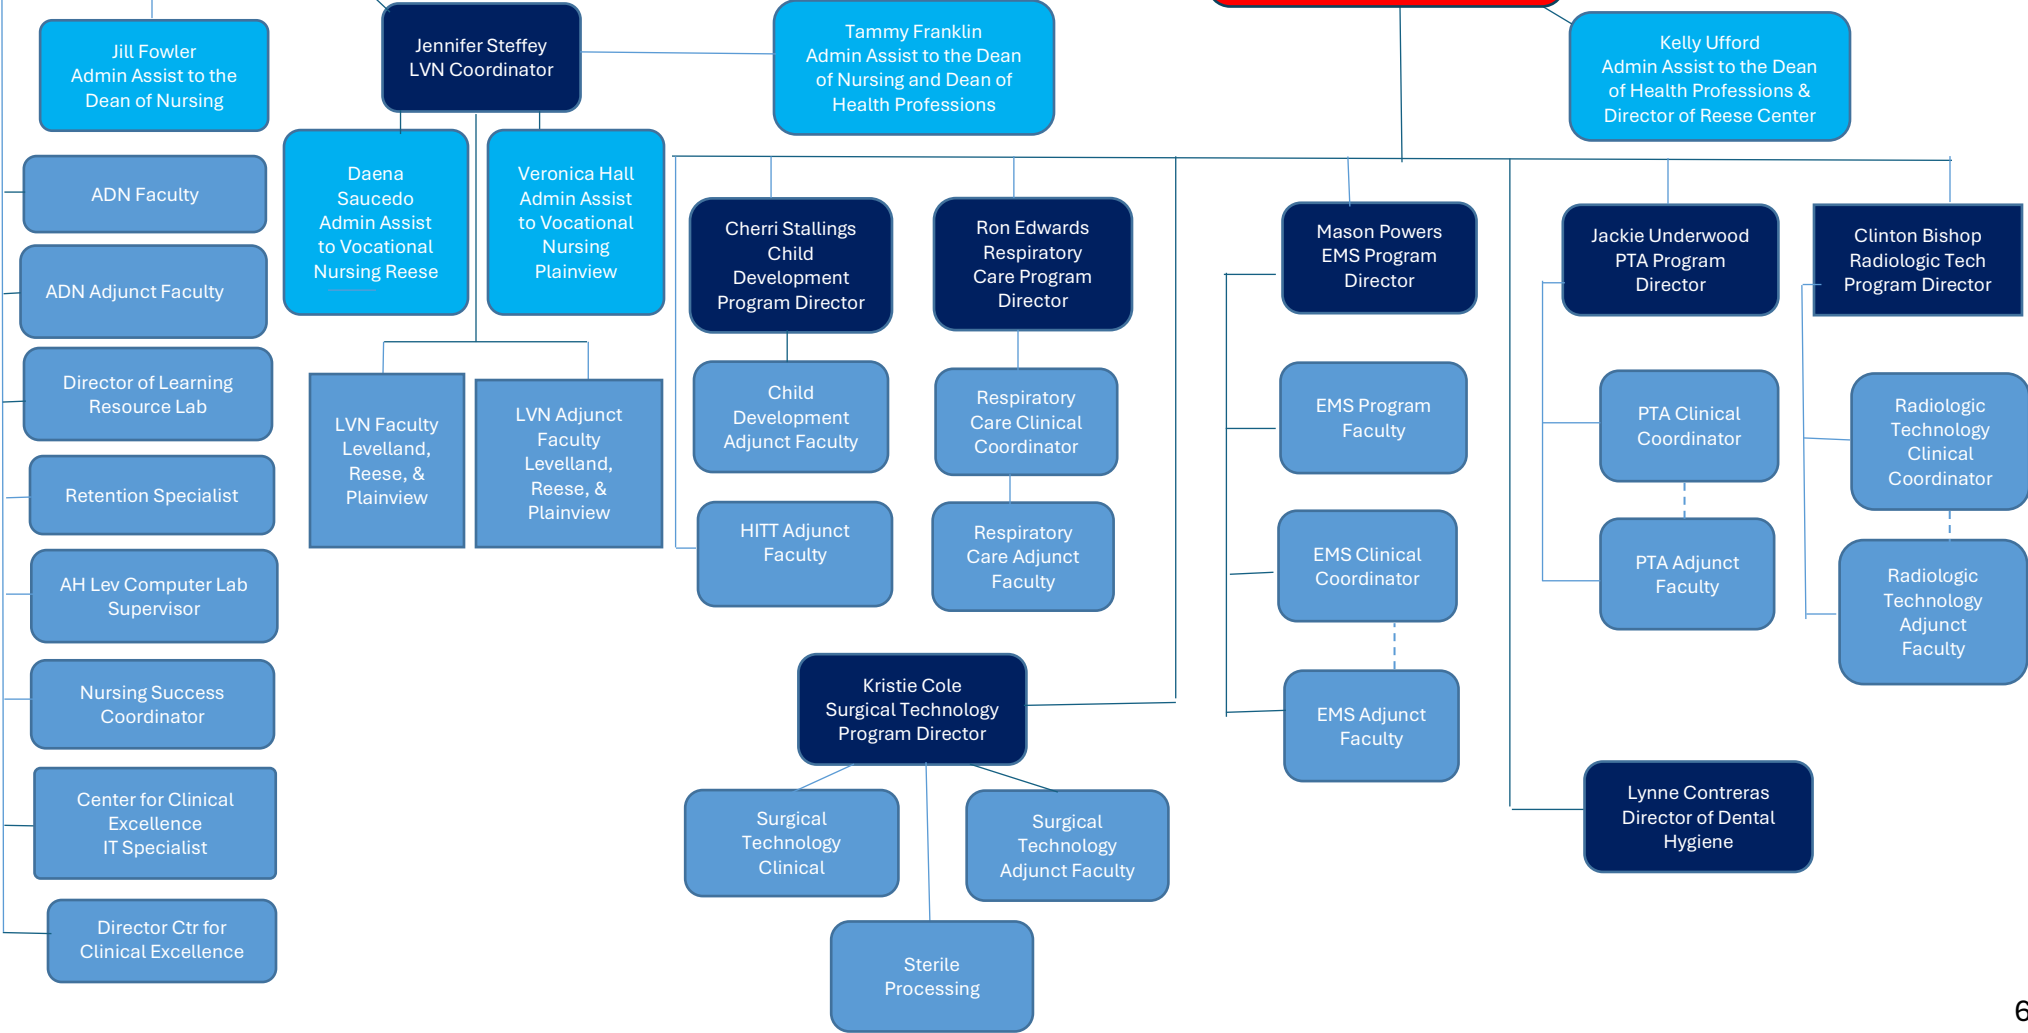 Jill Fowler
Admin Assist to the
Dean of Nursing
Jennifer Steffey
LVN Coordinator
Tammy Franklin
Admin Assist to the Dean
of Nursing and Dean of
Health Professions
Kelly Ufford
Admin Assist to the Dean
of Health Professions &
Director of Reese Center
ADN Faculty
ADN Adjunct Faculty
Director of Learning
Resource Lab
Retention Specialist
AH Lev Computer Lab
Supervisor
Nursing Success
Coordinator
Center for Clinical
Excellence
IT Specialist
Director Ctr for
Clinical Excellence
Daena
Saucedo
Admin Assist
to Vocational
Nursing Reese
Veronica Hall
Admin Assist
to Vocational
Nursing
Plainview
LVN Faculty
Levelland,
Reese, &
Plainview
LVN Adjunct
Faculty
Levelland,
Reese, &
Plainview
Cherri Stallings
Child
Development
Program Director
Child
Development
Adjunct Faculty
HITT Adjunct
Faculty
Ron Edwards
Respiratory
Care Program
Director
Respiratory
Care Clinical
Coordinator
Respiratory
Care Adjunct
Faculty
Kristie Cole
Surgical Technology
Program Director
Surgical
Technology
Clinical
Surgical
Technology
Adjunct Faculty
Sterile
Processing
Mason Powers
EMS Program
Director
EMS Program
Faculty
EMS Clinical
Coordinator
EMS Adjunct
Faculty
Jackie Underwood
PTA Program
Director
PTA Clinical
Coordinator
PTA Adjunct
Faculty
Clinton Bishop
Radiologic Tech
Program Director
Radiologic
Technology
Clinical
Coordinator
Radiologic
Technology
Adjunct
Faculty
Lynne Contreras
Director of Dental
Hygiene
6